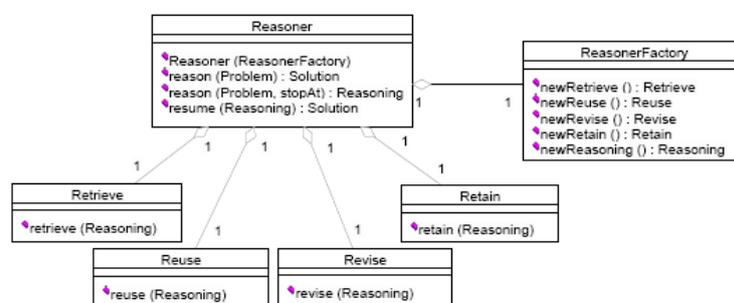 Reasoner
Reasoner (ReasonerFactory)
reason (Problem) : Solution
reason (Problem, stopAt) : Reasoning
resume (Reasoning) : Solution
ReasonerFactory
newRetrieve () : Retrieve
newReuse () : Reuse
newRevise () : Revise
newRetain () : Retain
newReasoning () : Reasoning
1
1
1
1
1
1
1
1
1
1
Retrieve
retrieve (Reasoning)
Retain
retain (Reasoning)
Reuse
reuse (Reasoning)
Revise
revise (Reasoning)